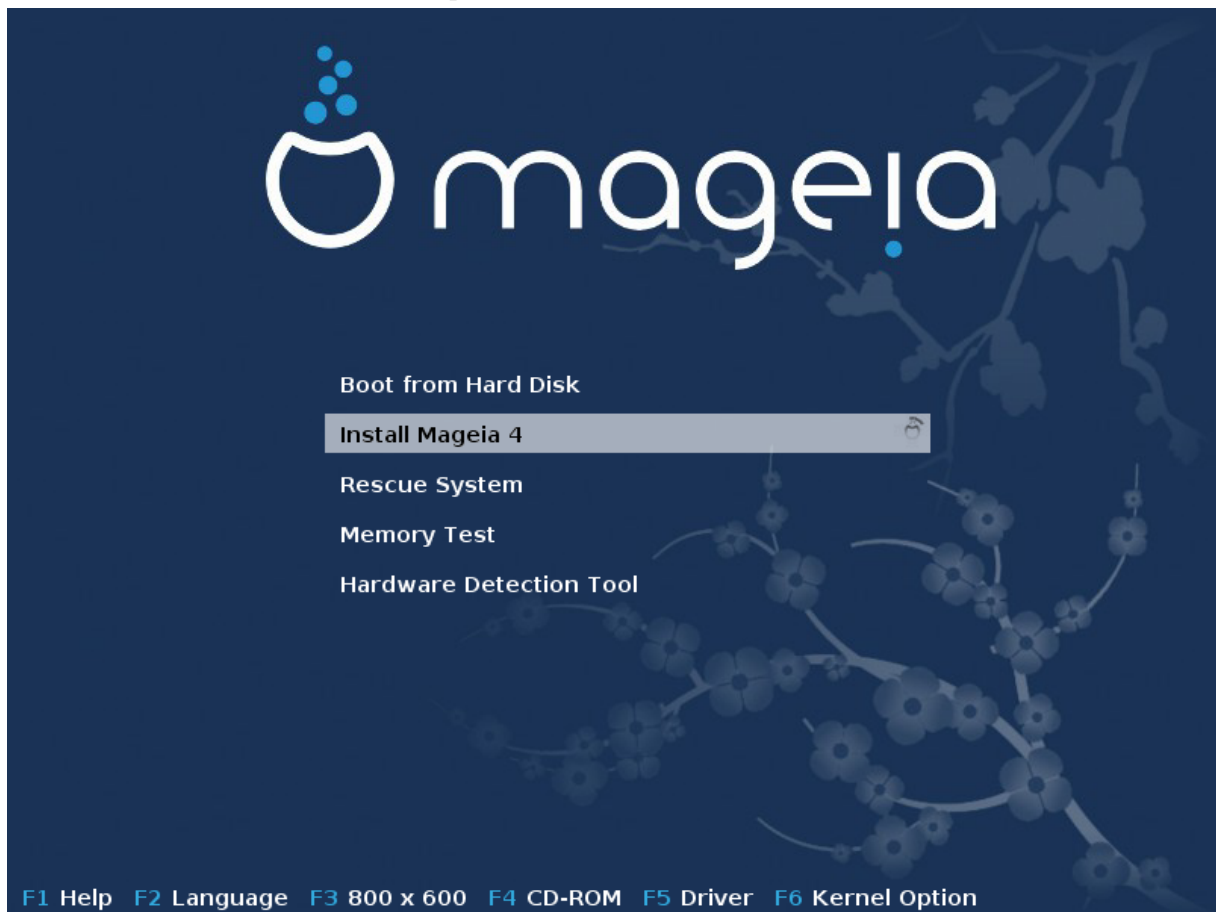 mageia
Boot from Hard Disk
Install Mageia 4
Rescue System
Memory Test
Hardware Detection Tool
F1 Help F2 Language F3 800 x 600 F4 CD-ROM F5 Driver F6 Kernel Option